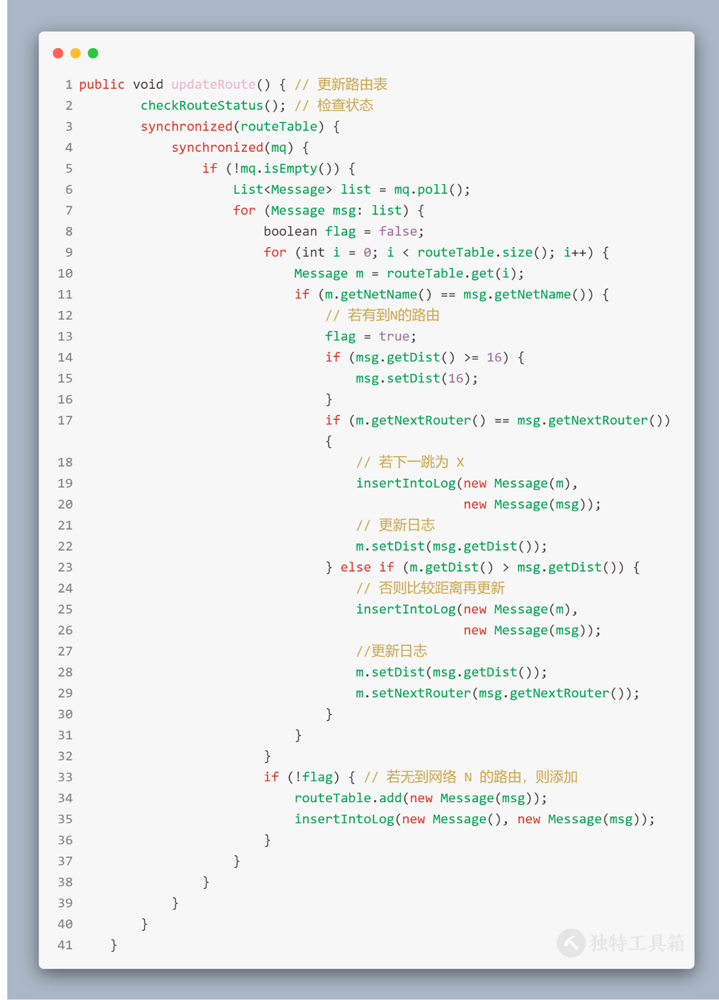 1 public void updateRoute() { // 更新路由表
2 checkRouteStatus(); // 检查状态
3 synchronized(routeTable) {
4 synchronized(mq) {
5 if (!mq.isEmpty()) {
6 List<Message> list = mq.poll();
7 for (Message msg: list) {
8 boolean flag = false;
9 for (int i = 0; i < routeTable.size(); i++) {
10 Message m = routeTable.get(i);
11 if (m.getNetName() == msg.getNetName()) {
12 // 若有到N的路由
13 flag = true;
14 if (msg.getDist() >= 16) {
15 msg.setDist(16);
16 }
17 if (m.getNextRouter() == msg.getNextRouter())
{
18 // 若下一跳为 X
19 insertIntoLog(new Message(m),
20 new Message(msg));
21 // 更新日志
22 m.setDist(msg.getDist());
23 } else if (m.getDist() > msg.getDist()) {
24 // 否则比较距离再更新
25 insertIntoLog(new Message(m),
26 new Message(msg));
27 //更新日志
28 m.setDist(msg.getDist());
29 m.setNextRouter(msg.getNextRouter());
30 }
31 }
32 }
33 if (!flag) { // 若无到网络 N 的路由，则添加
34 routeTable.add(new Message(msg));
35 insertIntoLog(new Message(), new Message(msg));
36 }
37 }
38 }
39 }
40 }
41 }
独特工具箱